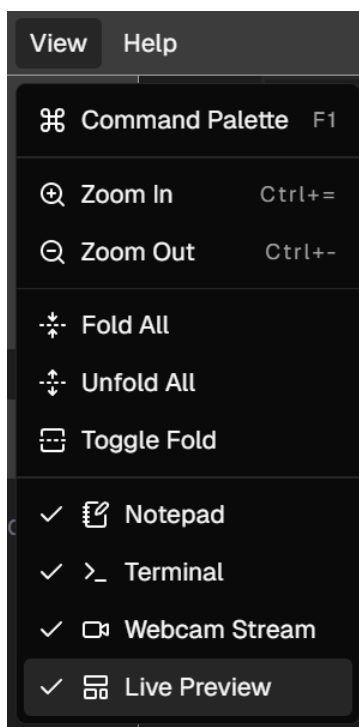 View Help
Command Palette F1
Zoom In Ctrl+=
Zoom Out Ctrl+-
Fold All
Unfold All
Toggle Fold
Notepad
Terminal
Webcam Stream
Live Preview